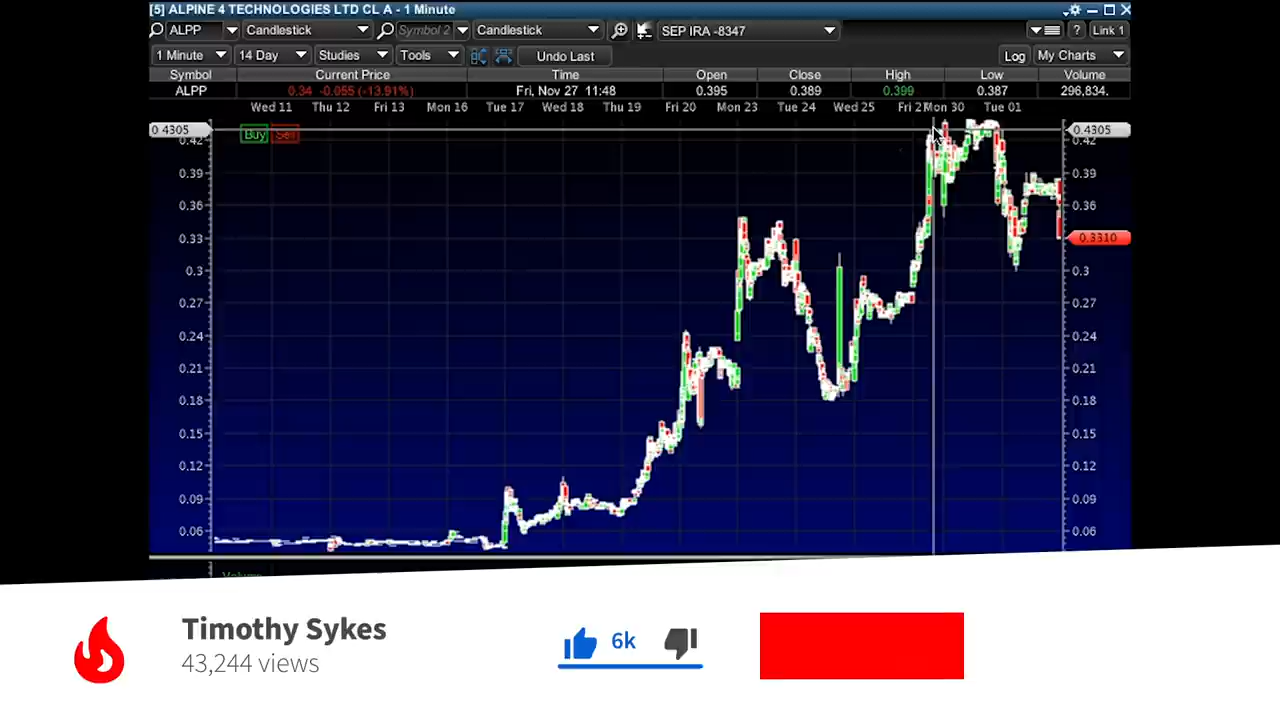 [5] ALPINE 4 TECHNOLOGIES LTD CL A - 1 Minute
ALPP Candlestick Symbol 2 Candlestick SEP IRA -8347 ? Link 1
1 Minute 14 Day Studies Tools Undo Last Log My Charts
Symbol Current Price Time Open Close High Low Volume
ALPP 0.34 -0.055 (-13.91%) Fri, Nov 27 11:48 0.395 0.389 0.399 0.387 296,834.
Wed 11 Thu 12 Fri 13 Mon 16 Tue 17 Wed 18 Thu 19 Fri 20 Mon 23 Tue 24 Wed 25 Fri 2 Mon 30 Tue 01
0.4305 Buy Sell 0.4305
0.42 0.42
0.39 0.39
0.36 0.36
0.33 0.3310
0.3 0.3
0.27 0.27
0.24 0.24
0.21 0.21
0.18 0.18
0.15 0.15
0.12 0.12
0.09 0.09
0.06 0.06
Volume
Timothy Sykes
43,244 views
6k